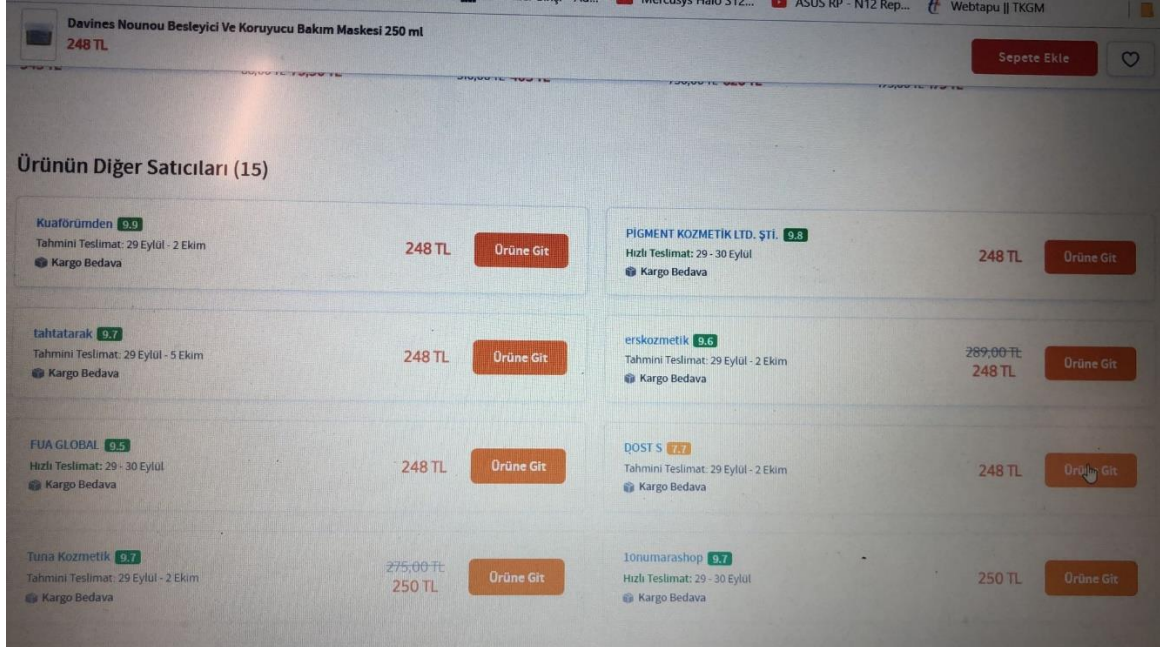 Mercusys Halo S12...
ASUS RP - N12 Rep...
Webtapu || TKGM
Davines Nounou Besleyici Ve Koruyucu Bakım Maskesi 250 ml
248 TL
Sepete Ekle
Ürünün Diğer Satıcıları (15)
Kuaförümden 9.9
Tahmini Teslimat: 29 Eylül - 2 Ekim
Kargo Bedava
248 TL
Ürüne Git
PİGMENT KOZMETİK LTD. ŞTİ. 9.8
Hızlı Teslimat: 29 - 30 Eylül
Kargo Bedava
248 TL
Ürüne Git
tahtatarak 9.7
Tahmini Teslimat: 29 Eylül - 5 Ekim
Kargo Bedava
248 TL
Ürüne Git
erskozmetik 9.6
Tahmini Teslimat: 29 Eylül - 2 Ekim
Kargo Bedava
289,00 TL
248 TL
Ürüne Git
FUA GLOBAL 9.5
Hızlı Teslimat: 29 - 30 Eylül
Kargo Bedava
248 TL
Ürüne Git
DOST S 7.7
Tahmini Teslimat: 29 Eylül - 2 Ekim
Kargo Bedava
248 TL
Ürüne Git
Tuna Kozmetik 9.7
Tahmini Teslimat: 29 Eylül - 2 Ekim
Kargo Bedava
275,00 TL
250 TL
Ürüne Git
1onumarashop 9.7
Hızlı Teslimat: 29 - 30 Eylül
Kargo Bedava
250 TL
Ürüne Git